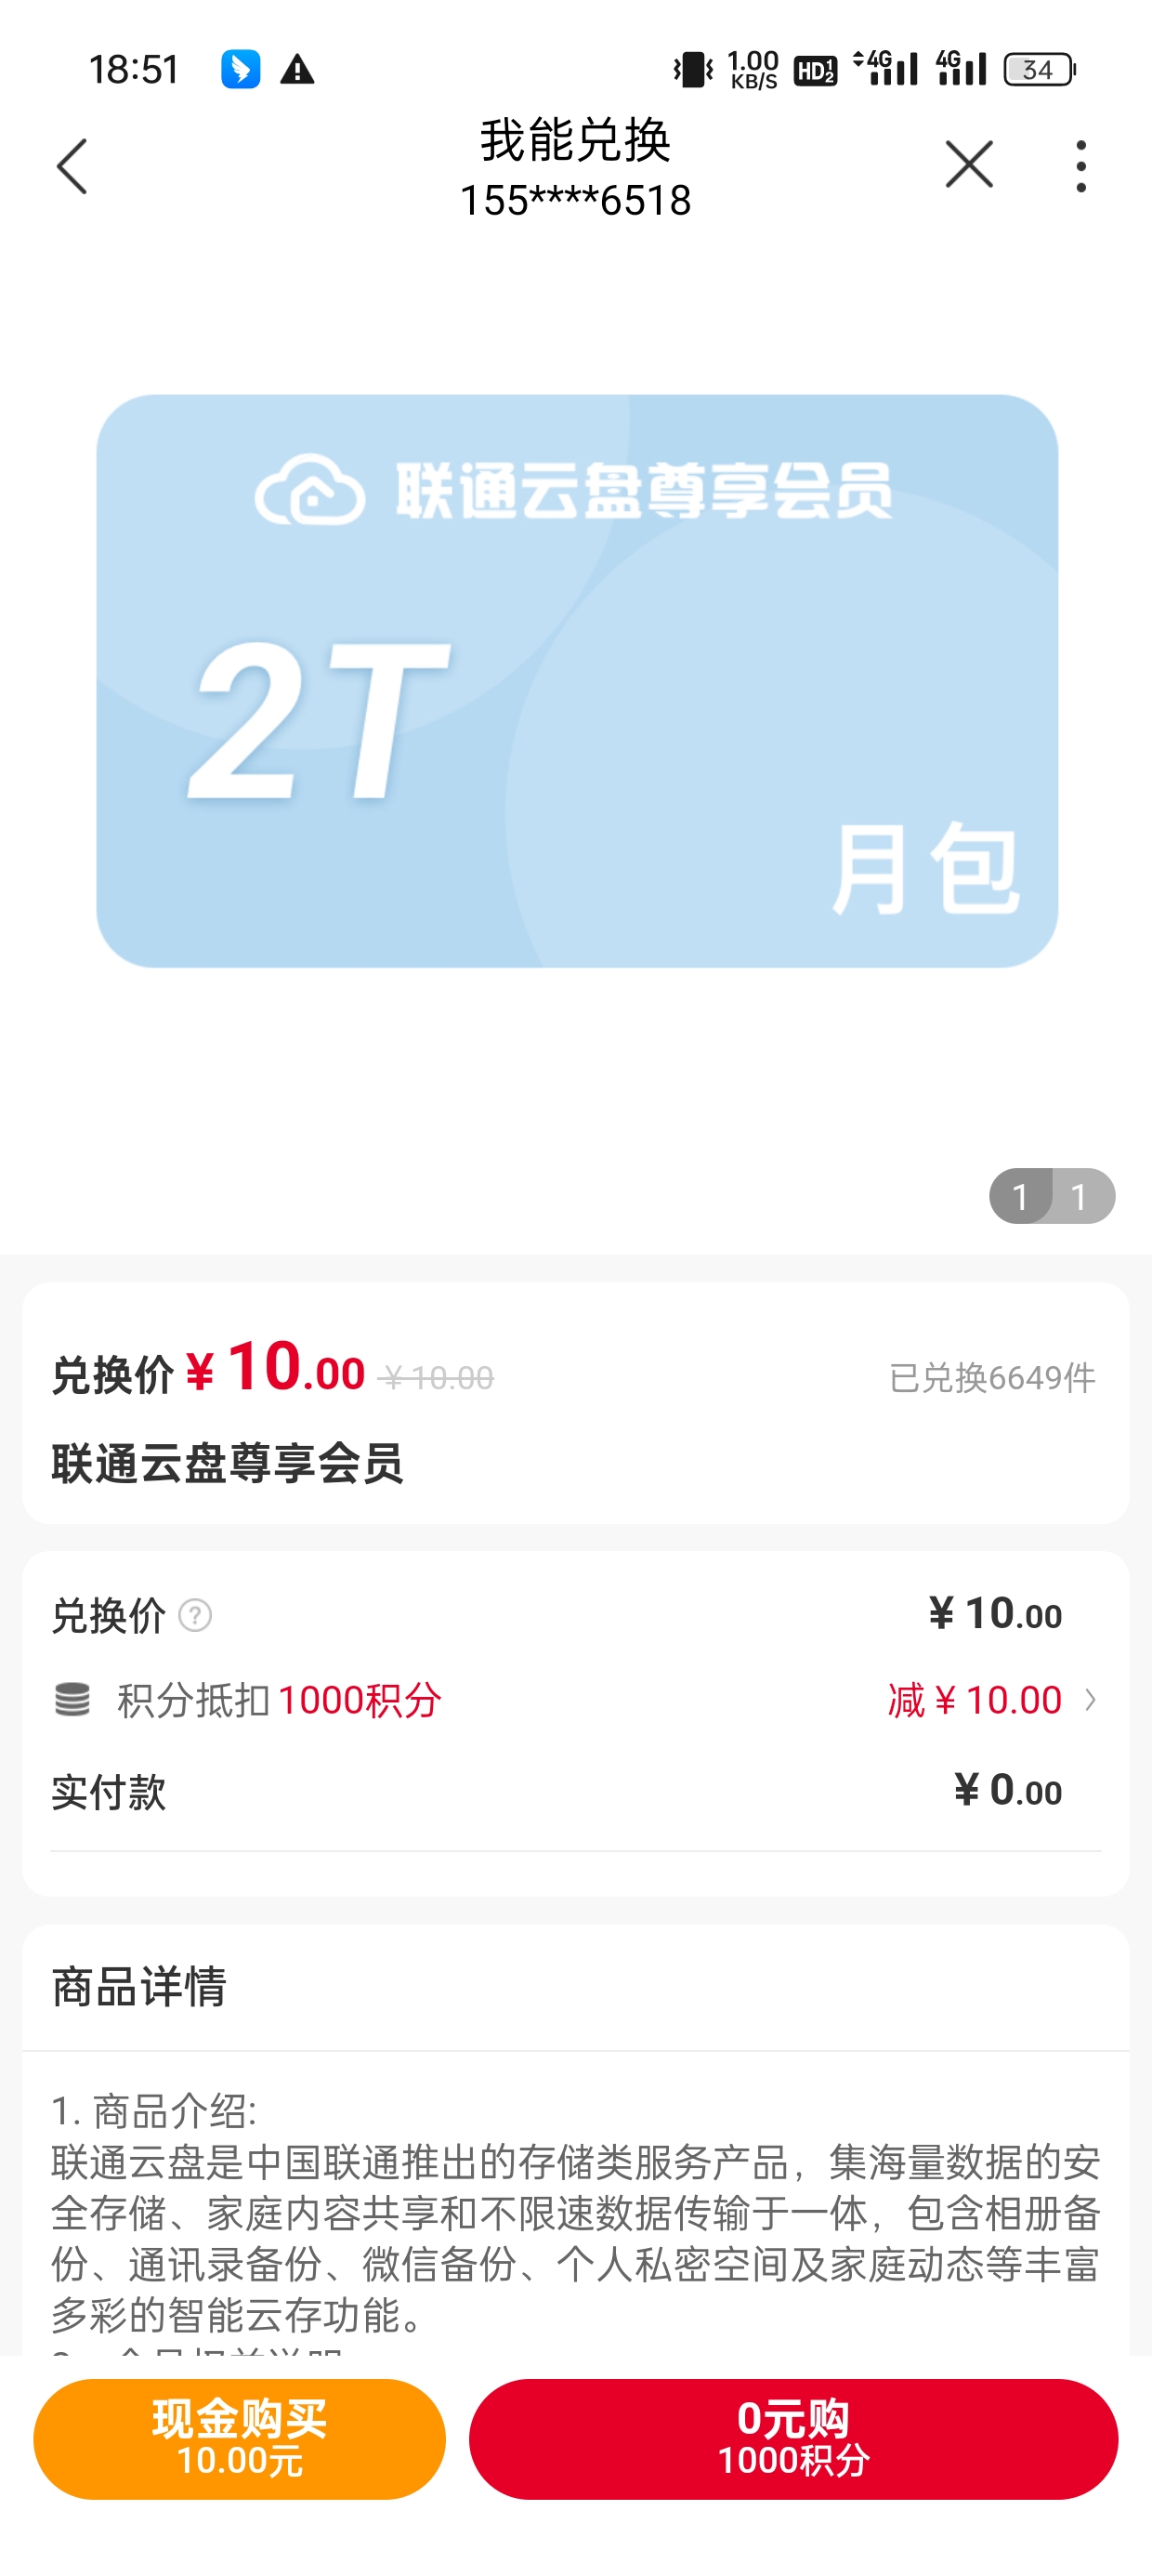 18:51
1.00 KB/S HD 1 2 4G 4G 34
我能兑换
155****6518
联通云盘尊享会员
2T
月包
1 1
兑换价 ¥ 10.00 ¥ 10.00 已兑换6649件
联通云盘尊享会员
兑换价 ? ¥ 10.00
积分抵扣 1000积分 减 ¥ 10.00
实付款 ¥ 0.00
商品详情
1. 商品介绍:
联通云盘是中国联通推出的存储类服务产品，集海量数据的安
全存储、家庭内容共享和不限速数据传输于一体，包含相册备
份、通讯录备份、微信备份、个人私密空间及家庭动态等丰富
多彩的智能云存功能。
现金购买 0元购
10.00元 1000积分